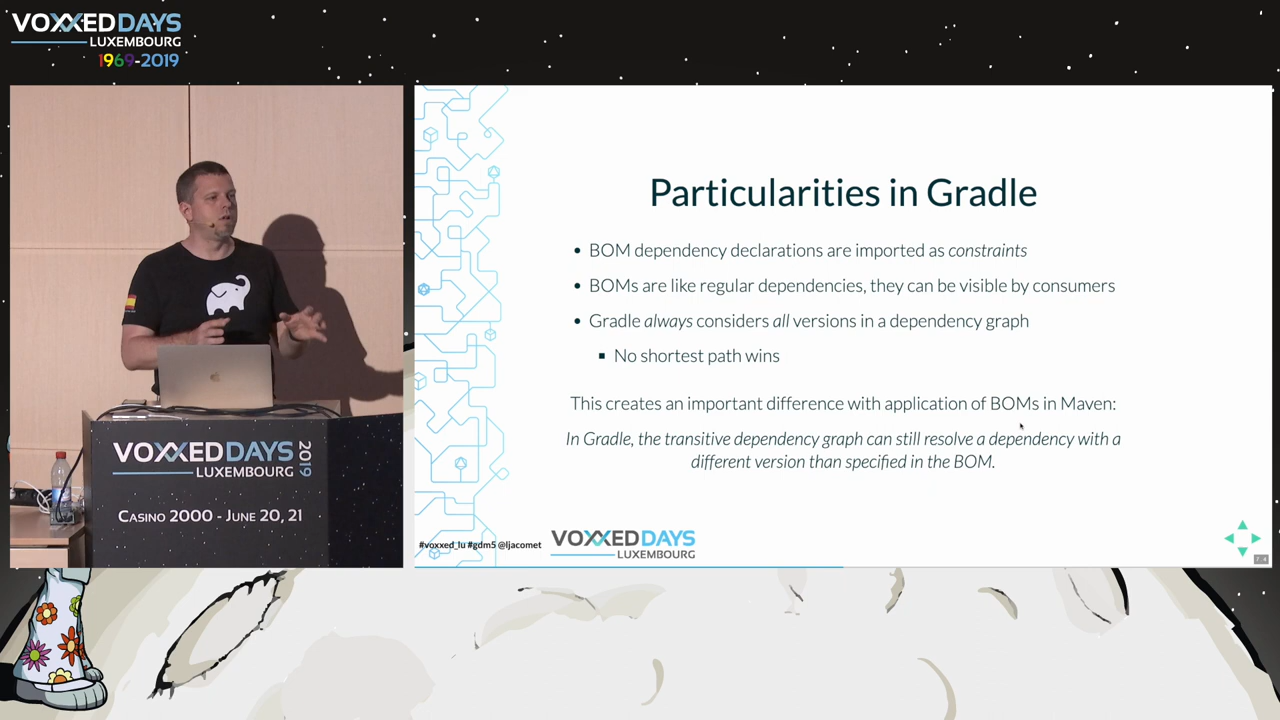 VOXXED DAYS
LUXEMBOURG
1969-2019
Particularities in Gradle
• BOM dependency declarations are imported as constraints
• BOMs are like regular dependencies, they can be visible by consumers
• Gradle always considers all versions in a dependency graph
▪ No shortest path wins
This creates an important difference with application of BOMs in Maven:
In Gradle, the transitive dependency graph can still resolve a dependency with a
different version than specified in the BOM.
#voxxed_lu #gdm5 @ljacomet
VOXXED DAYS
LUXEMBOURG
VOXXED DAYS
LUXEMBOURG
2019
CASINO 2000 - JUNE 20, 21